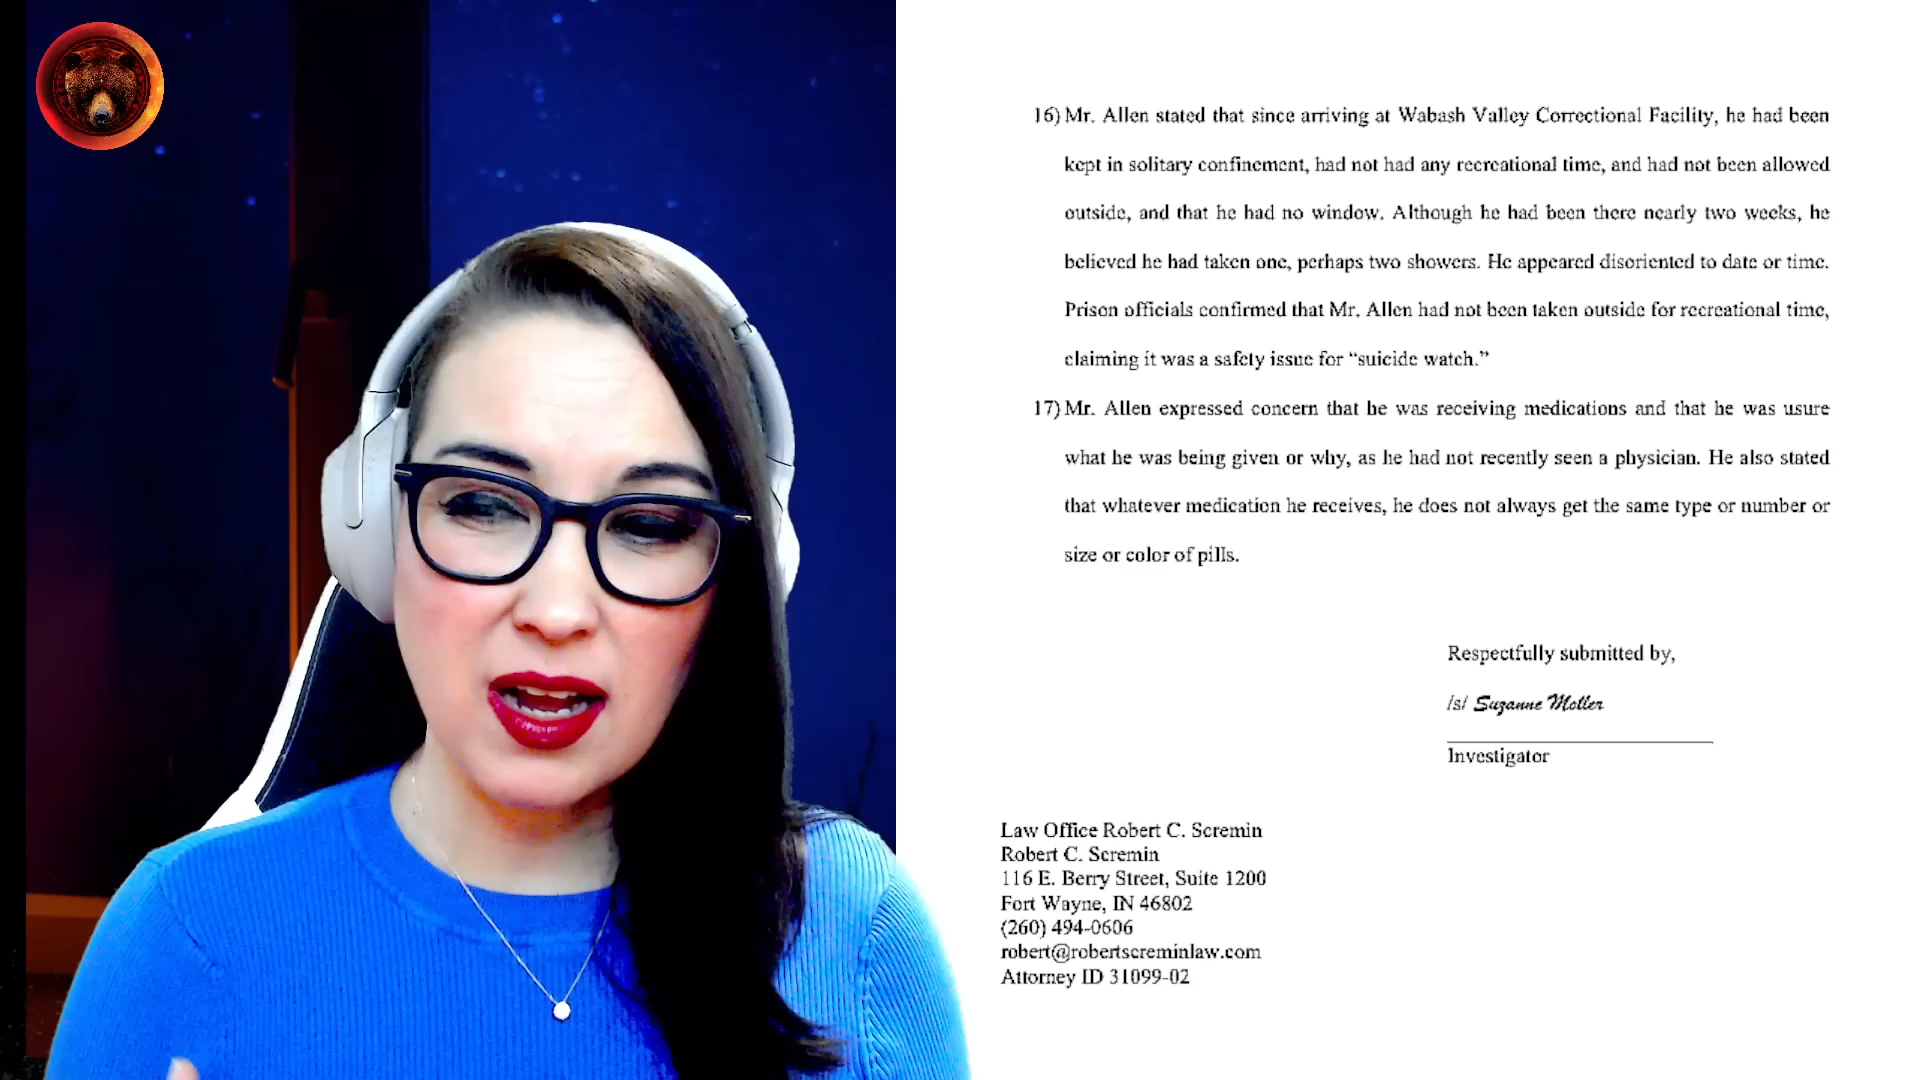 16) Mr. Allen stated that since arriving at Wabash Valley Correctional Facility, he had been
kept in solitary confinement, had not had any recreational time, and had not been allowed
outside, and that he had no window. Although he had been there nearly two weeks, he
believed he had taken one, perhaps two showers. He appeared disoriented to date or time.
Prison officials confirmed that Mr. Allen had not been taken outside for recreational time,
claiming it was a safety issue for “suicide watch.”
17) Mr. Allen expressed concern that he was receiving medications and that he was usure
what he was being given or why, as he had not recently seen a physician. He also stated
that whatever medication he receives, he does not always get the same type or number or
size or color of pills.
Respectfully submitted by,
/s/ Suzanne Moller
Investigator
Law Office Robert C. Scremin
Robert C. Scremin
116 E. Berry Street, Suite 1200
Fort Wayne, IN 46802
(260) 494-0606
robert@robertscreminlaw.com
Attorney ID 31099-02